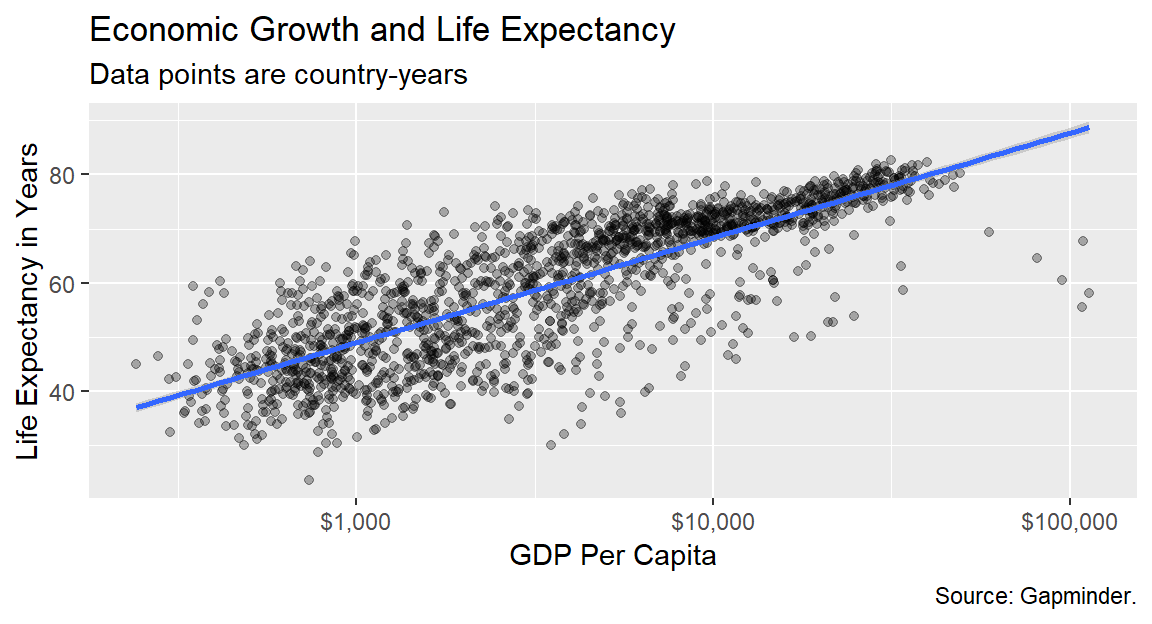 Economic Growth and Life Expectancy
Data points are country-years
Life Expectancy in Years
80
60
40
$1,000
$10,000
$100,000
GDP Per Capita
Source: Gapminder.